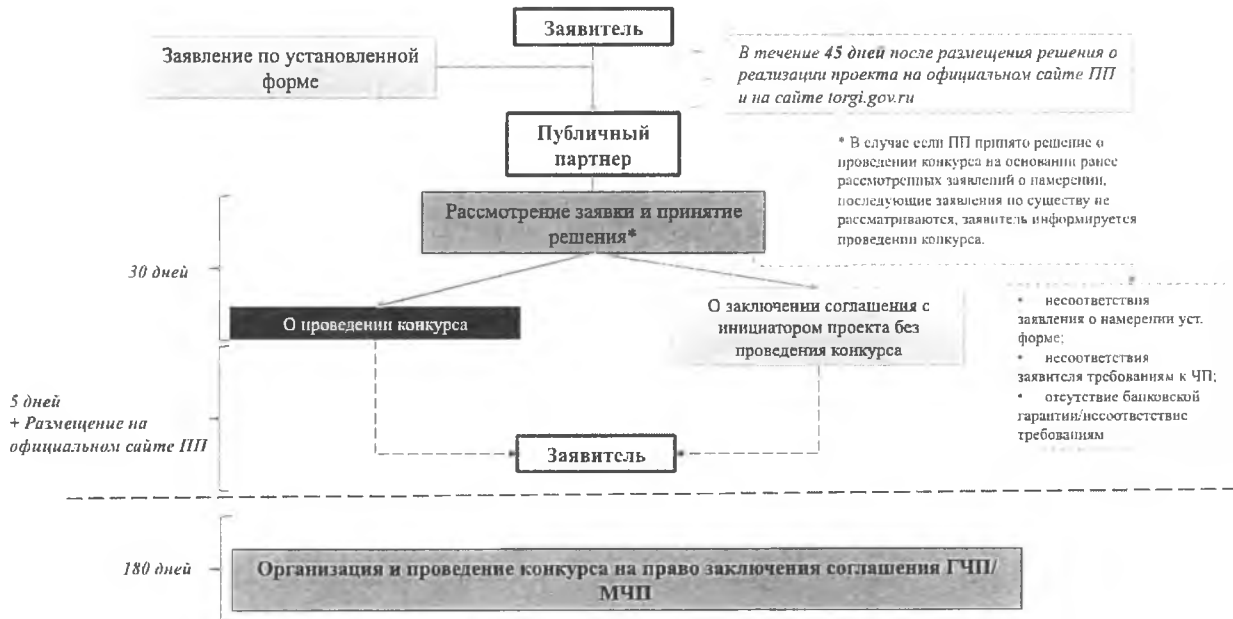 Заявитель
Заявление по установленной
форме
В течение 45 дней после размещения решения о
реализации проекта на официальном сайте ПП
и на сайте torgi.gov.ru
Публичный
партнер
* В случае если ПП принято решение о
проведении конкурса на основании ранее
рассмотренных заявлений о намерении,
последующие заявления по существу не
рассматриваются, заявитель информируется
проведении конкурса.
Рассмотрение заявки и принятие
решения*
30 дней
О проведении конкурса
О заключении соглашения с
инициатором проекта без
проведения конкурса
• несоответствия
заявления о намерении уст.
форме;
• несоответствия
заявителя требованиям к ЧП;
• отсутствие банковской
гарантии/несоответствие
требованиям
5 дней
+ Размещение на
официальном сайте ПП
Заявитель
180 дней
Организация и проведение конкурса на право заключения соглашения ГЧП/
МЧП